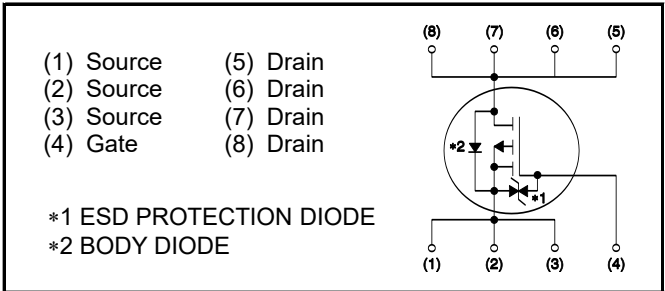 (1) Source (5) Drain
(2) Source (6) Drain
(3) Source (7) Drain
(4) Gate (8) Drain
∗1 ESD PROTECTION DIODE
∗2 BODY DIODE
(8) (7) (6) (5)
∗2
∗1
(1) (2) (3) (4)